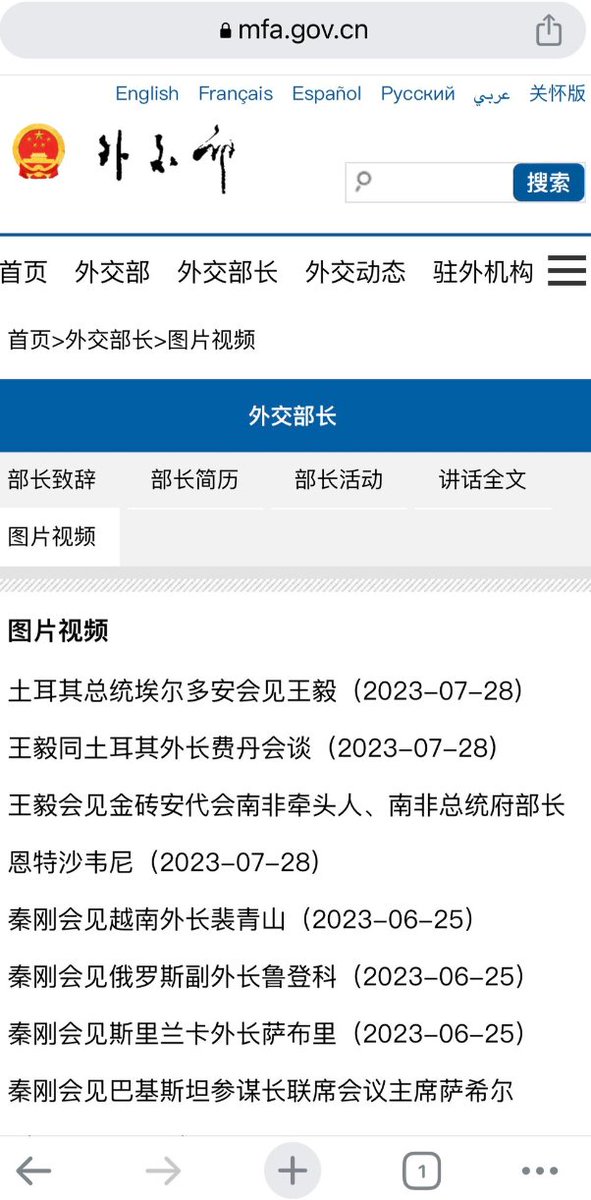 mfa.gov.cn
English Français Español Русский عربي 关怀版
外交部
搜索
首页 外交部 外交部长 外交动态 驻外机构
首页>外交部长>图片视频
外交部长
部长致辞 部长简历 部长活动 讲话全文
图片视频
图片视频
土耳其总统埃尔多安会见王毅（2023-07-28）
王毅同土耳其外长费丹会谈（2023-07-28）
王毅会见金砖安代会南非牵头人、南非总统府部长
恩特沙韦尼（2023-07-28）
秦刚会见越南外长裴青山（2023-06-25）
秦刚会见俄罗斯副外长鲁登科（2023-06-25）
秦刚会见斯里兰卡外长萨布里（2023-06-25）
秦刚会见巴基斯坦参谋长联席会议主席萨希尔
1